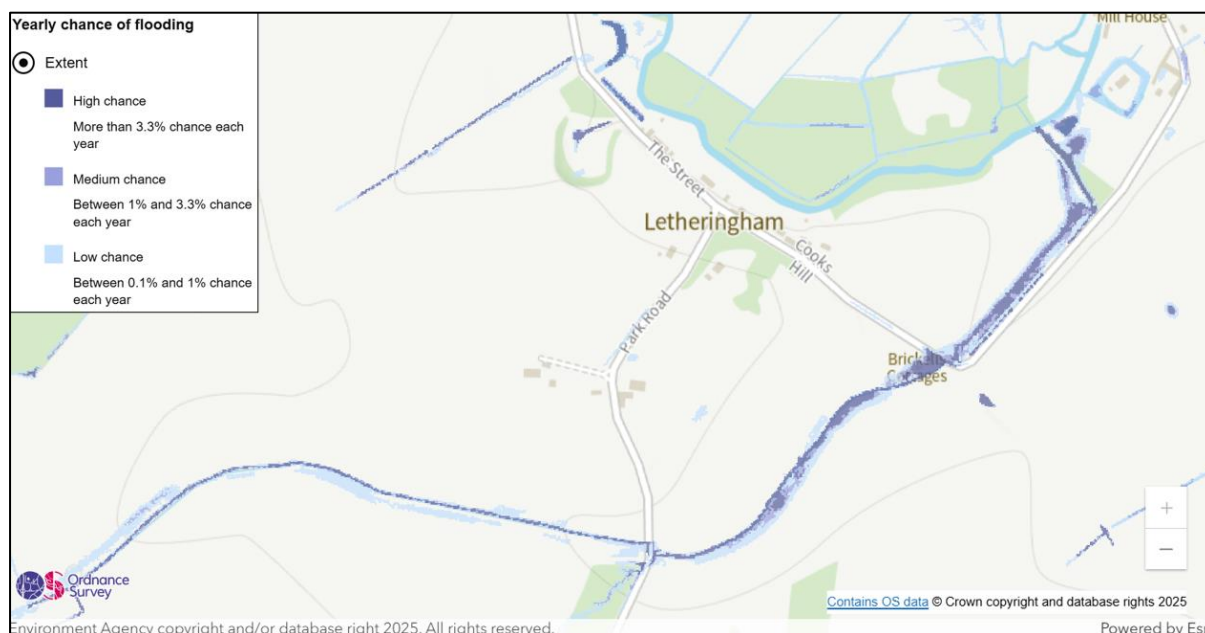 Yearly chance of flooding
Extent
High chance
More than 3.3% chance each
year
Medium chance
Between 1% and 3.3% chance
each year
Low chance
Between 0.1% and 1% chance
each year
Mill House
The Street
Letheringham
Cooks
Hill
Park Road
Cottages
+
−
Ordnance
Survey
Contains OS data © Crown copyright and database rights 2025
Environment Agency copyright and/or database right 2025. All rights reserved.
Powered by